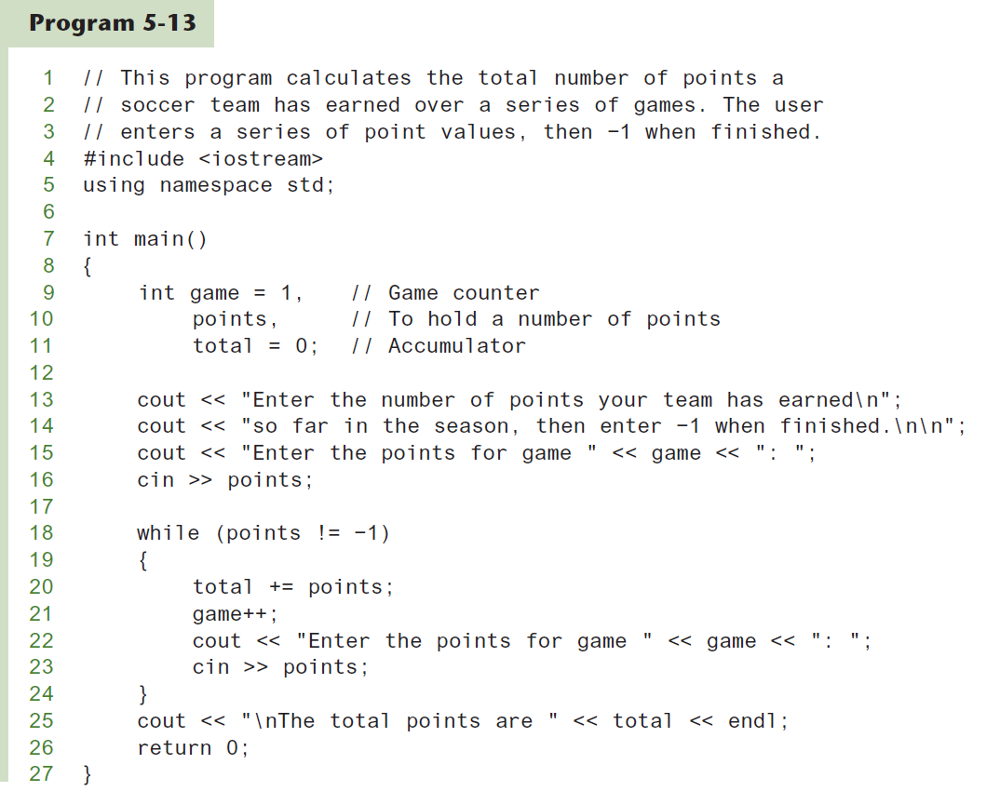 Program 5-13
1 // This program calculates the total number of points a
2 // soccer team has earned over a series of games. The user
3 // enters a series of point values, then −1 when finished.
4 #include <iostream>
5 using namespace std;
6
7 int main()
8 {
9 int game = 1, // Game counter
10 points, // To hold a number of points
11 total = 0; // Accumulator
12
13 cout << "Enter the number of points your team has earned\n";
14 cout << "so far in the season, then enter −1 when finished.\n\n";
15 cout << "Enter the points for game " << game << ": ";
16 cin >> points;
17
18 while (points != −1)
19 {
20 total += points;
21 game++;
22 cout << "Enter the points for game " << game << ": ";
23 cin >> points;
24 }
25 cout << "\nThe total points are " << total << endl;
26 return 0;
27 }